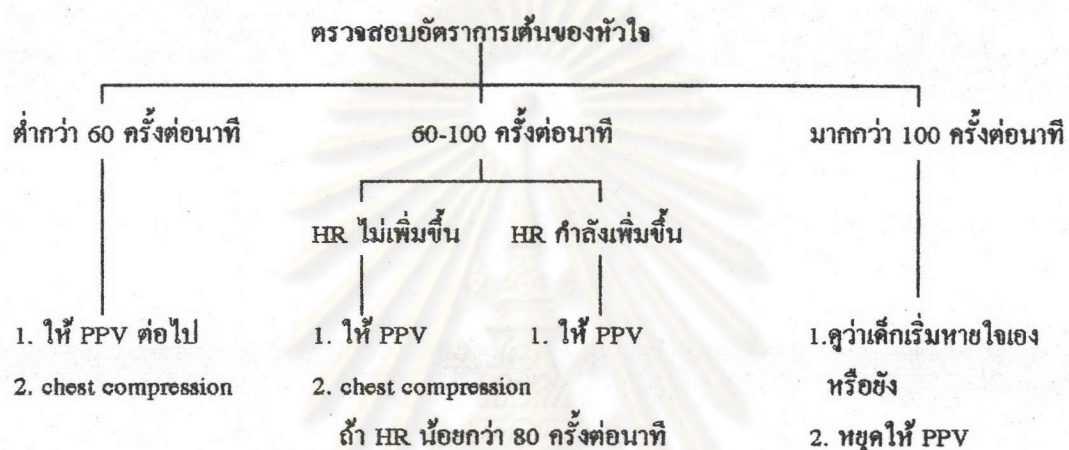 ตรวจสอบอัตราการเต้นของหัวใจ
ต่ำกว่า 60 ครั้งต่อนาที
60-100 ครั้งต่อนาที
มากกว่า 100 ครั้งต่อนาที
HR ไม่เพิ่มขึ้น
HR กำลังเพิ่มขึ้น
1. ให้ PPV ต่อไป
2. chest compression
1. ให้ PPV
2. chest compression
ถ้า HR น้อยกว่า 80 ครั้งต่อนาที
1. ให้ PPV
1.ดูว่าเด็กเริ่มหายใจเอง
หรือยัง
2. หยุดให้ PPV